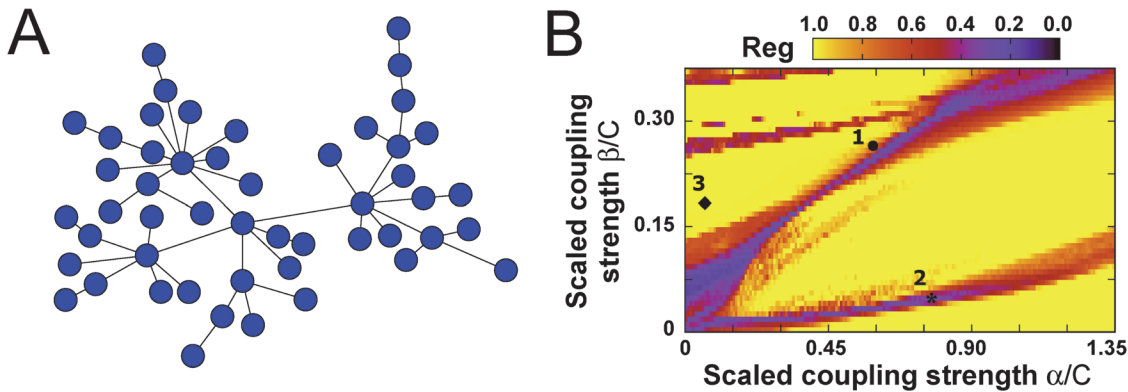 A
B
1.0 0.8 0.6 0.4 0.2 0.0
Reg
0.30
0.15
0
1
3
2
*
Scaled coupling
strength β/C
0 0.45 0.90 1.35
Scaled coupling strength α/C